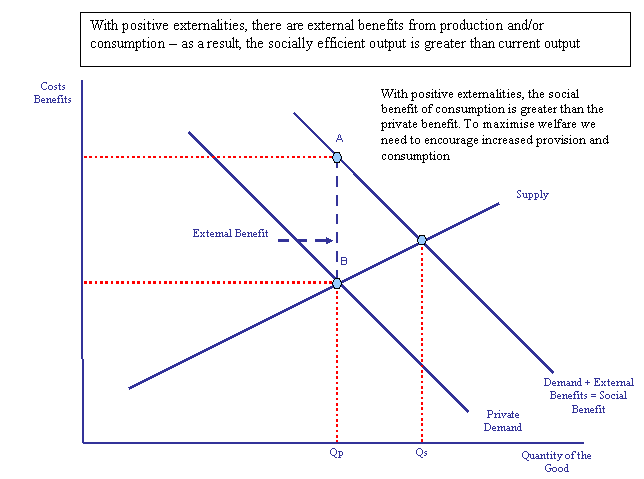 With positive externalities, there are external benefits from production and/or
consumption – as a result, the socially efficient output is greater than current output
Costs
Benefits
With positive externalities, the social
benefit of consumption is greater than the
private benefit. To maximise welfare we
need to encourage increased provision and
consumption
A
Supply
External Benefit
B
Demand + External
Benefits = Social
Benefit
Private
Demand
Qp
Qs
Quantity of the
Good